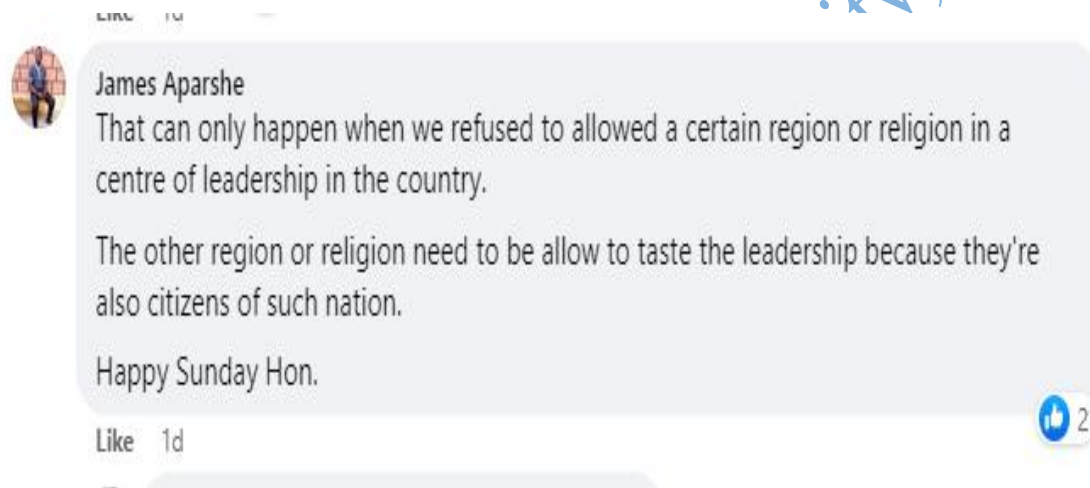 James Aparshe
That can only happen when we refused to allowed a certain region or religion in a
centre of leadership in the country.
The other region or religion need to be allow to taste the leadership because they're
also citizens of such nation.
Happy Sunday Hon.
2
Like 1d